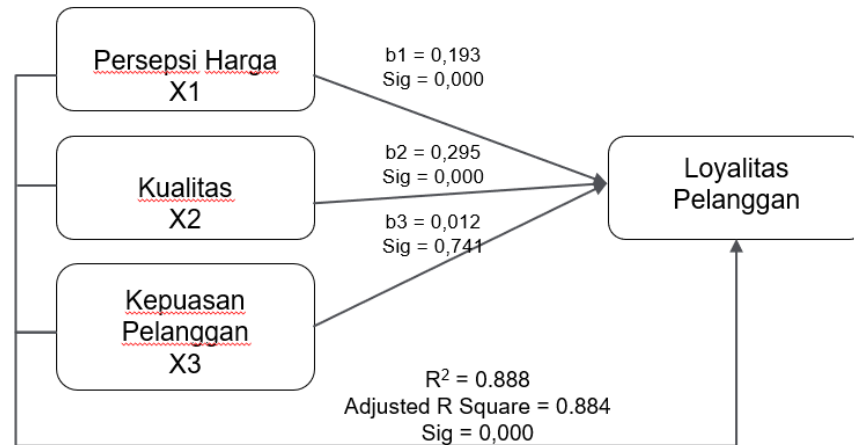 Persepsi Harga
X1
b1 = 0,193
Sig = 0,000
Kualitas
X2
b2 = 0,295
Sig = 0,000
Loyalitas
Pelanggan
b3 = 0,012
Sig = 0,741
Kepuasan
Pelanggan
X3
R² = 0.888
Adjusted R Square = 0.884
Sig = 0,000